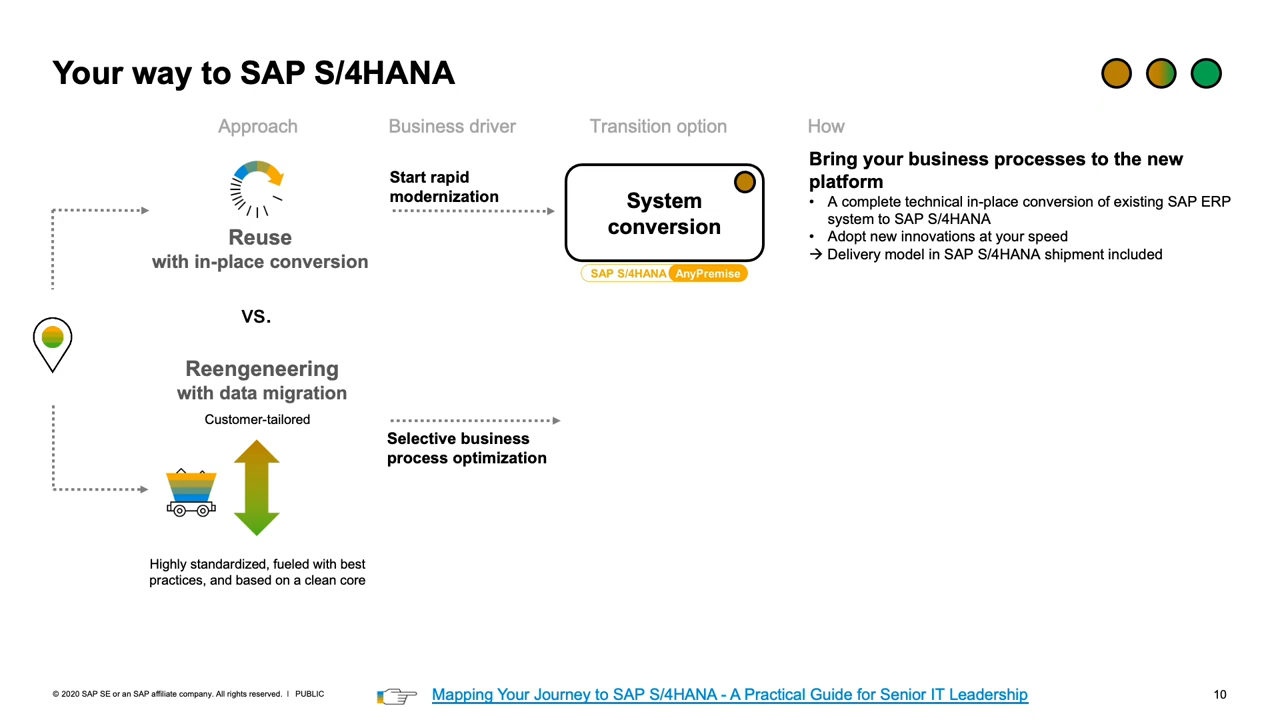 Your way to SAP S/4HANA
Approach
Business driver
Transition option
How
Reuse
with in-place conversion
Start rapid
modernization
System
conversion
SAP S/4HANA AnyPremise
Bring your business processes to the new
platform
• A complete technical in-place conversion of existing SAP ERP
system to SAP S/4HANA
• Adopt new innovations at your speed
→ Delivery model in SAP S/4HANA shipment included
VS.
Reengeneering
with data migration
Customer-tailored
Selective business
process optimization
Highly standardized, fueled with best
practices, and based on a clean core
© 2020 SAP SE or an SAP affiliate company. All rights reserved. | PUBLIC
Mapping Your Journey to SAP S/4HANA - A Practical Guide for Senior IT Leadership
10